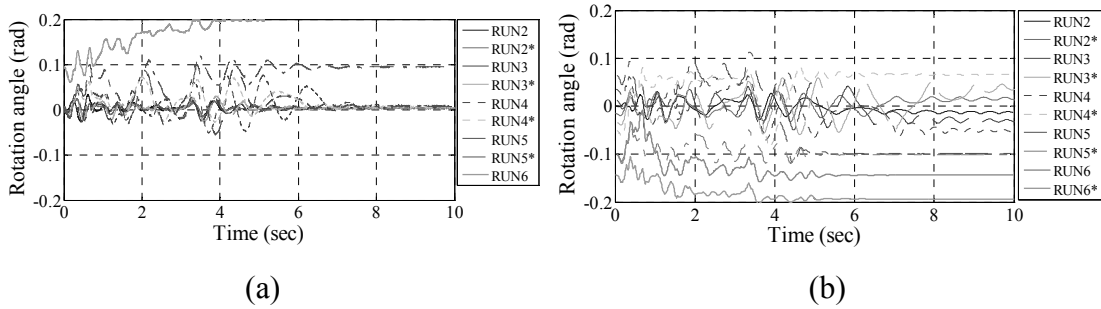 Rotation angle (rad)
0.2
0.1
0
-0.1
-0.2
0
2
4
6
8
10
Time (sec)
RUN2
RUN2*
RUN3
RUN3*
RUN4
RUN4*
RUN5
RUN5*
RUN6
(a)
Rotation angle (rad)
0.2
0.1
0
-0.1
-0.2
0
2
4
6
8
10
Time (sec)
RUN2
RUN2*
RUN3
RUN3*
RUN4
RUN4*
RUN5
RUN5*
RUN6
RUN6*
(b)